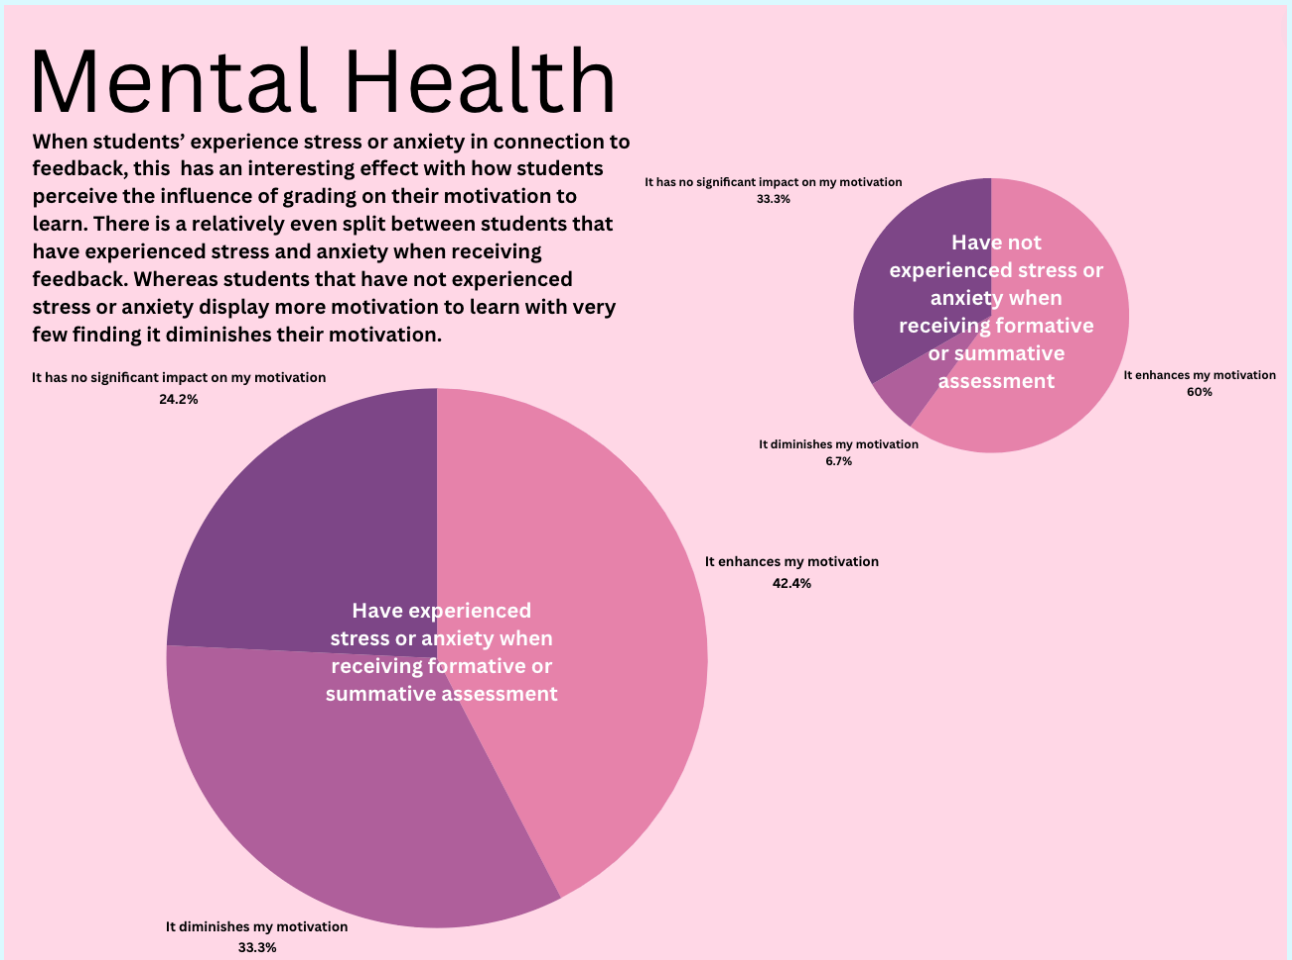 Mental Health
When students’ experience stress or anxiety in connection to
feedback, this  has an interesting effect with how students
perceive the influence of grading on their motivation to
learn. There is a relatively even split between students that
have experienced stress and anxiety when receiving
feedback. Whereas students that have not experienced
stress or anxiety display more motivation to learn with very
few finding it diminishes their motivation.
It has no significant impact on my motivation
33.3%
Have not
experienced stress or
anxiety when
receiving formative
or summative
assessment
It enhances my motivation
60%
It diminishes my motivation
6.7%
It has no significant impact on my motivation
24.2%
It enhances my motivation
42.4%
Have experienced
stress or anxiety when
receiving formative or
summative assessment
It diminishes my motivation
33.3%